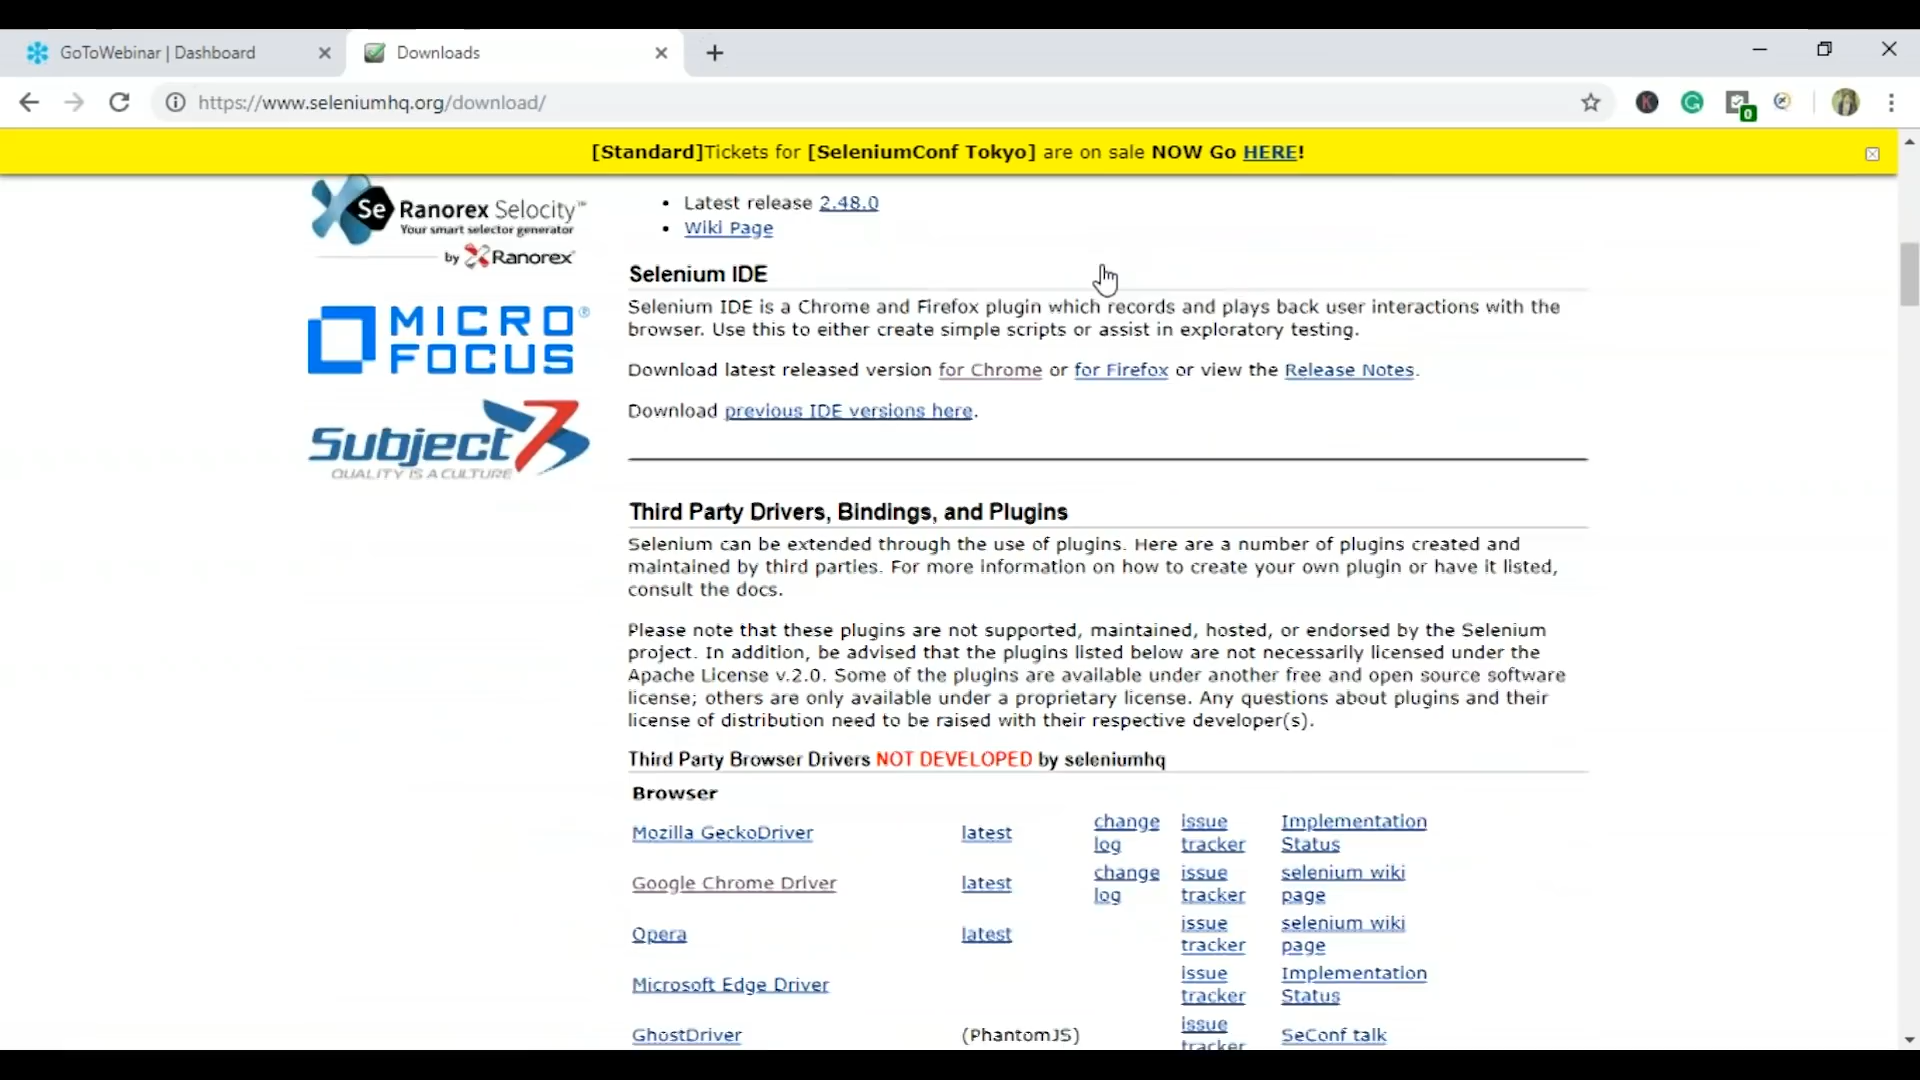 GoToWebinar | Dashboard
Downloads
https://www.seleniumhq.org/download/
K
0
[Standard]Tickets for [SeleniumConf Tokyo] are on sale NOW Go HERE!
Se Ranorex Selocity™
Your smart selector generator
by Ranorex®
MICRO
FOCUS®
Subject7
QUALITY IS A CULTURE
• Latest release 2.48.0
• Wiki Page
Selenium IDE
Selenium IDE is a Chrome and Firefox plugin which records and plays back user interactions with the
browser. Use this to either create simple scripts or assist in exploratory testing.
Download latest released version for Chrome or for Firefox or view the Release Notes.
Download previous IDE versions here.
Third Party Drivers, Bindings, and Plugins
Selenium can be extended through the use of plugins. Here are a number of plugins created and
maintained by third parties. For more information on how to create your own plugin or have it listed,
consult the docs.
Please note that these plugins are not supported, maintained, hosted, or endorsed by the Selenium
project. In addition, be advised that the plugins listed below are not necessarily licensed under the
Apache License v.2.0. Some of the plugins are available under another free and open source software
license; others are only available under a proprietary license. Any questions about plugins and their
license of distribution need to be raised with their respective developer(s).
Third Party Browser Drivers NOT DEVELOPED by seleniumhq
Browser
Mozilla GeckoDriver latest change log issue tracker Implementation Status
Google Chrome Driver latest change log issue tracker selenium wiki page
Opera latest issue tracker selenium wiki page
Microsoft Edge Driver issue tracker Implementation Status
GhostDriver (PhantomJS) issue tracker SeConf talk